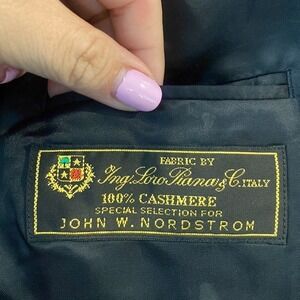 FABRIC BY
Ing. Loro Piana & C. ITALY
100% CASHMERE
SPECIAL SELECTION FOR
JOHN W. NORDSTROM